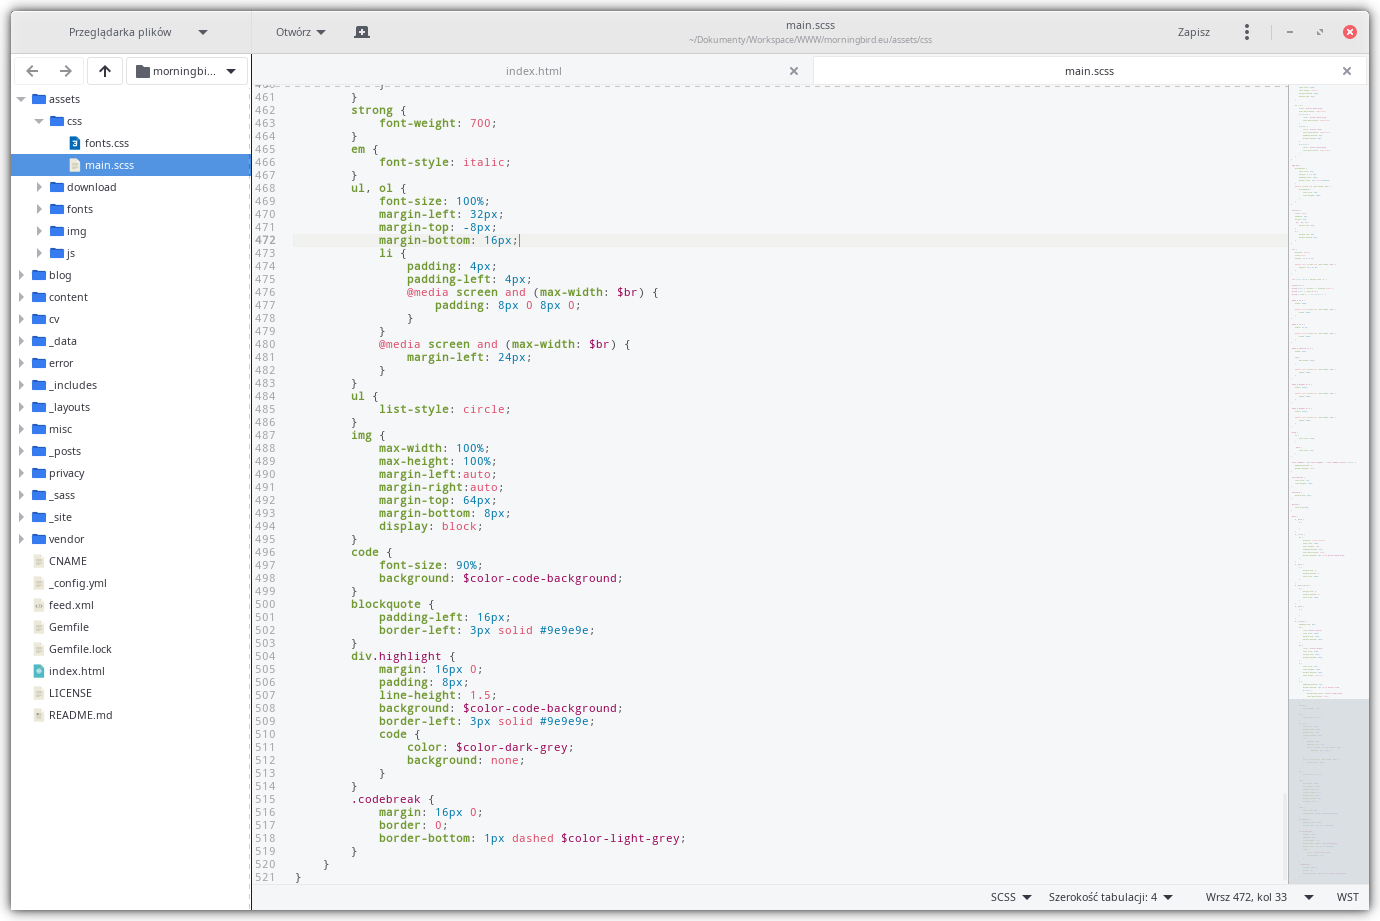 Przeglądarka plików
Otwórz
main.scss
~/Dokumenty/Workspace/WWW/morningbird.eu/assets/css
Zapisz
morningbi...
index.html
main.scss
assets
css
fonts.css
main.scss
download
fonts
img
js
blog
content
cv
_data
error
_includes
_layouts
misc
_posts
privacy
_sass
_site
vendor
CNAME
_config.yml
feed.xml
Gemfile
Gemfile.lock
index.html
LICENSE
README.md
461 }
462 strong {
463 font-weight: 700;
464 }
465 em {
466 font-style: italic;
467 }
468 ul, ol {
469 font-size: 100%;
470 margin-left: 32px;
471 margin-top: -8px;
472 margin-bottom: 16px;
473 li {
474 padding: 4px;
475 padding-left: 4px;
476 @media screen and (max-width: $br) {
477 padding: 8px 0 8px 0;
478 }
479 }
480 @media screen and (max-width: $br) {
481 margin-left: 24px;
482 }
483 }
484 ul {
485 list-style: circle;
486 }
487 img {
488 max-width: 100%;
489 max-height: 100%;
490 margin-left:auto;
491 margin-right:auto;
492 margin-top: 64px;
493 margin-bottom: 8px;
494 display: block;
495 }
496 code {
497 font-size: 90%;
498 background: $color-code-background;
499 }
500 blockquote {
501 padding-left: 16px;
502 border-left: 3px solid #9e9e9e;
503 }
504 div.highlight {
505 margin: 16px 0;
506 padding: 8px;
507 line-height: 1.5;
508 background: $color-code-background;
509 border-left: 3px solid #9e9e9e;
510 code {
511 color: $color-dark-grey;
512 background: none;
513 }
514 }
515 .codebreak {
516 margin: 16px 0;
517 border: 0;
518 border-bottom: 1px dashed $color-light-grey;
519 }
520 }
521 }
SCSS
Szerokość tabulacji: 4
Wrsz 472, kol 33
WST